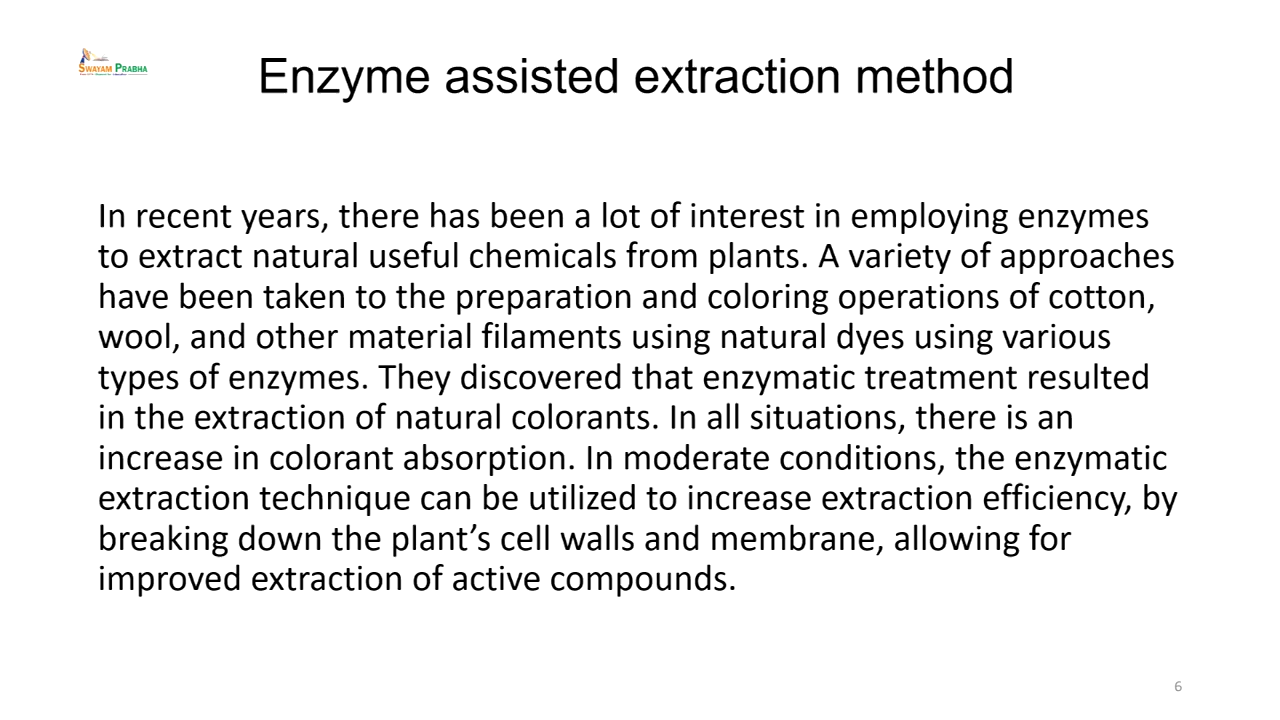 SWAYAM PRABHA
Enzyme assisted extraction method
In recent years, there has been a lot of interest in employing enzymes
to extract natural useful chemicals from plants. A variety of approaches
have been taken to the preparation and coloring operations of cotton,
wool, and other material filaments using natural dyes using various
types of enzymes. They discovered that enzymatic treatment resulted
in the extraction of natural colorants. In all situations, there is an
increase in colorant absorption. In moderate conditions, the enzymatic
extraction technique can be utilized to increase extraction efficiency, by
breaking down the plant’s cell walls and membrane, allowing for
improved extraction of active compounds.
6